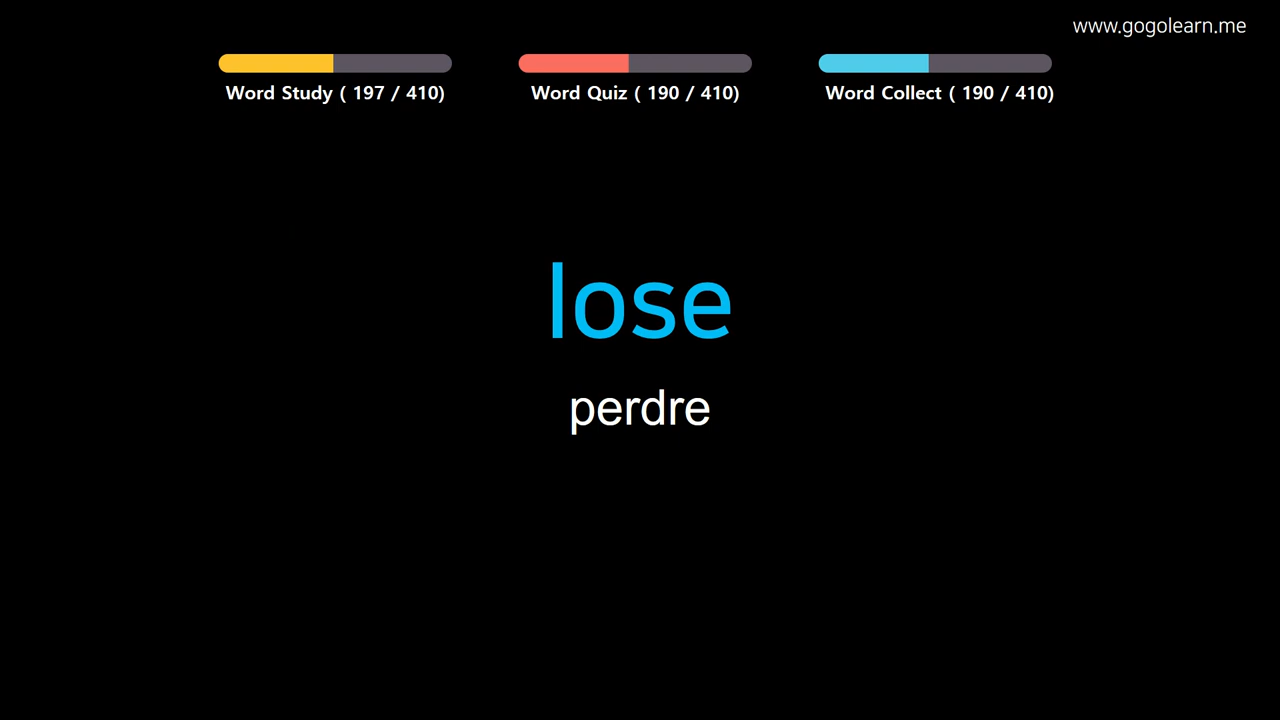 www.gogolearn.me
Word Study ( 197 / 410)
Word Quiz ( 190 / 410)
Word Collect ( 190 / 410)
lose
perdre